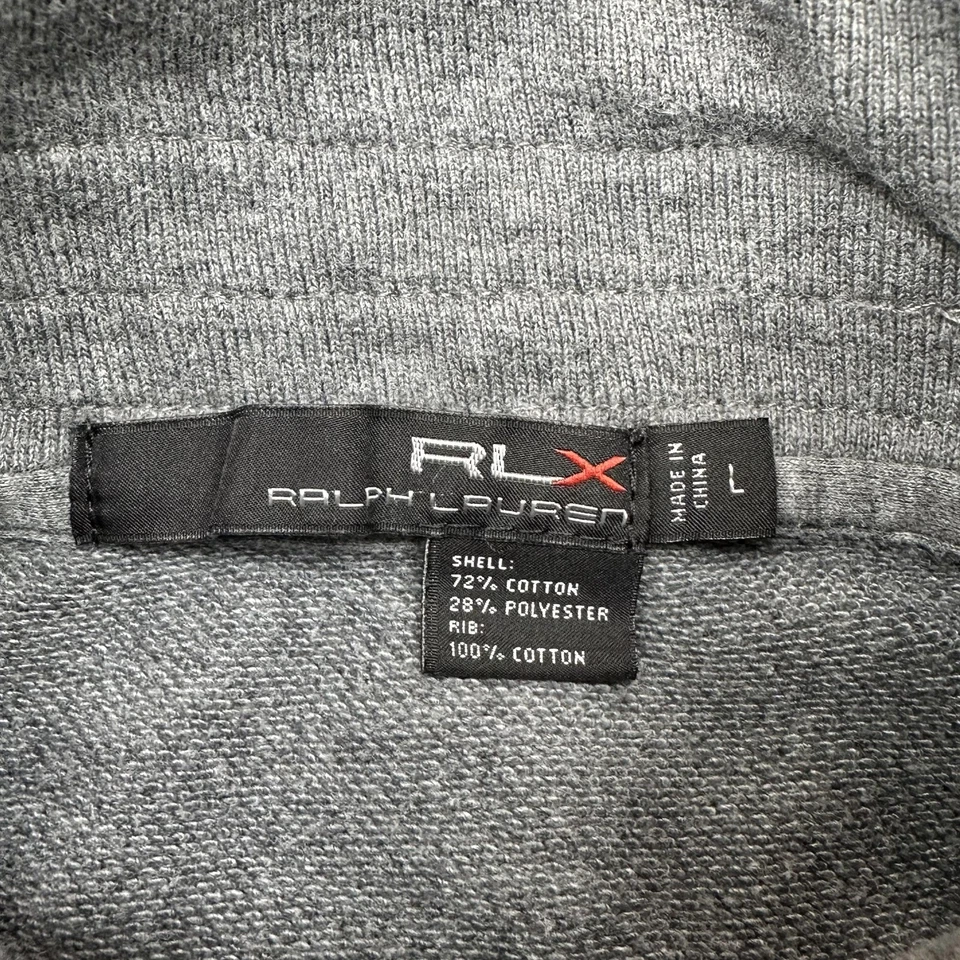 RLX
RALPH LAUREN
MADE IN
CHINA
L
SHELL:
72% COTTON
28% POLYESTER
RIB:
100% COTTON